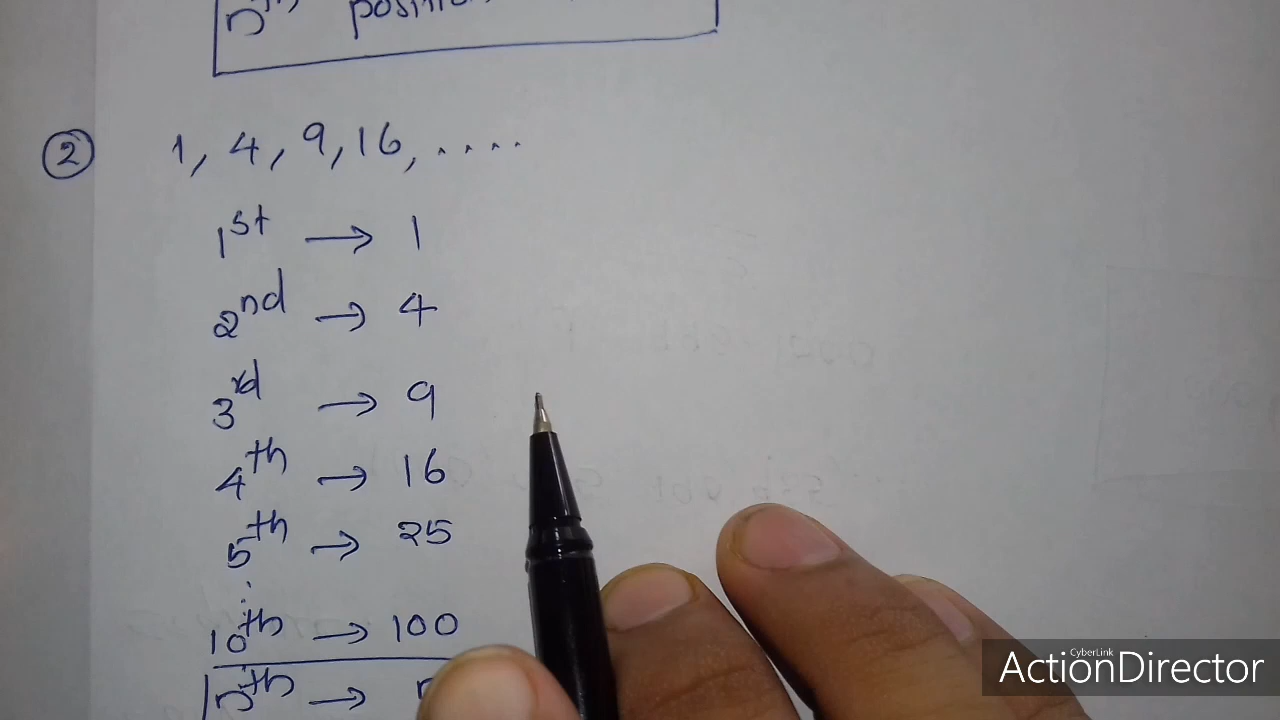 nth position
② 1, 4, 9, 16, ....
1st → 1
2nd → 4
3rd → 9
4th → 16
5th → 25
⋮
10th → 100
nth →
CyberLink
ActionDirector